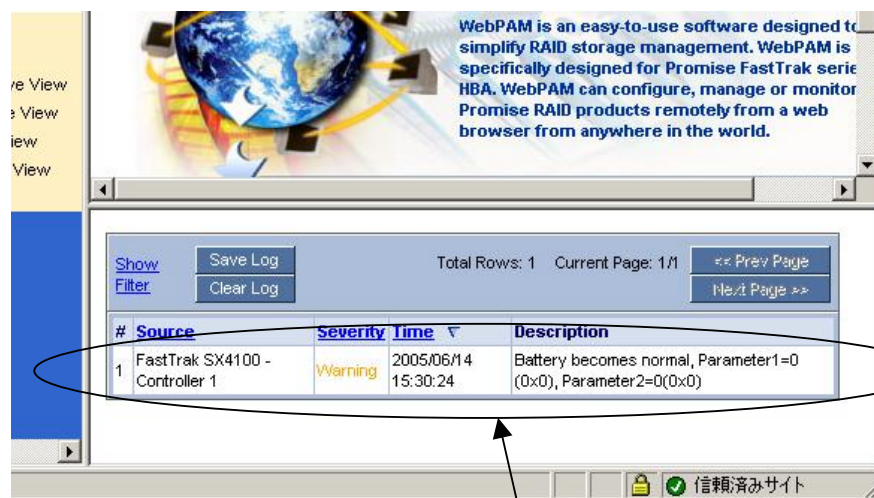 WebPAM is an easy-to-use software designed to
simplify RAID storage management. WebPAM is
specifically designed for Promise FastTrak serie
HBA. WebPAM can configure, manage or monitor
Promise RAID products remotely from a web
browser from anywhere in the world.
ve View
e View
iew
View
Show
Filter
Save Log
Clear Log
Total Rows: 1 Current Page: 1/1
<< Prev Page
Next Page >>
# Source Severity Time Description
1 FastTrak SX4100 - Controller 1 Warning 2005/06/14 15:30:24 Battery becomes normal, Parameter1=0 (0x0), Parameter2=0(0x0)
信頼済みサイト